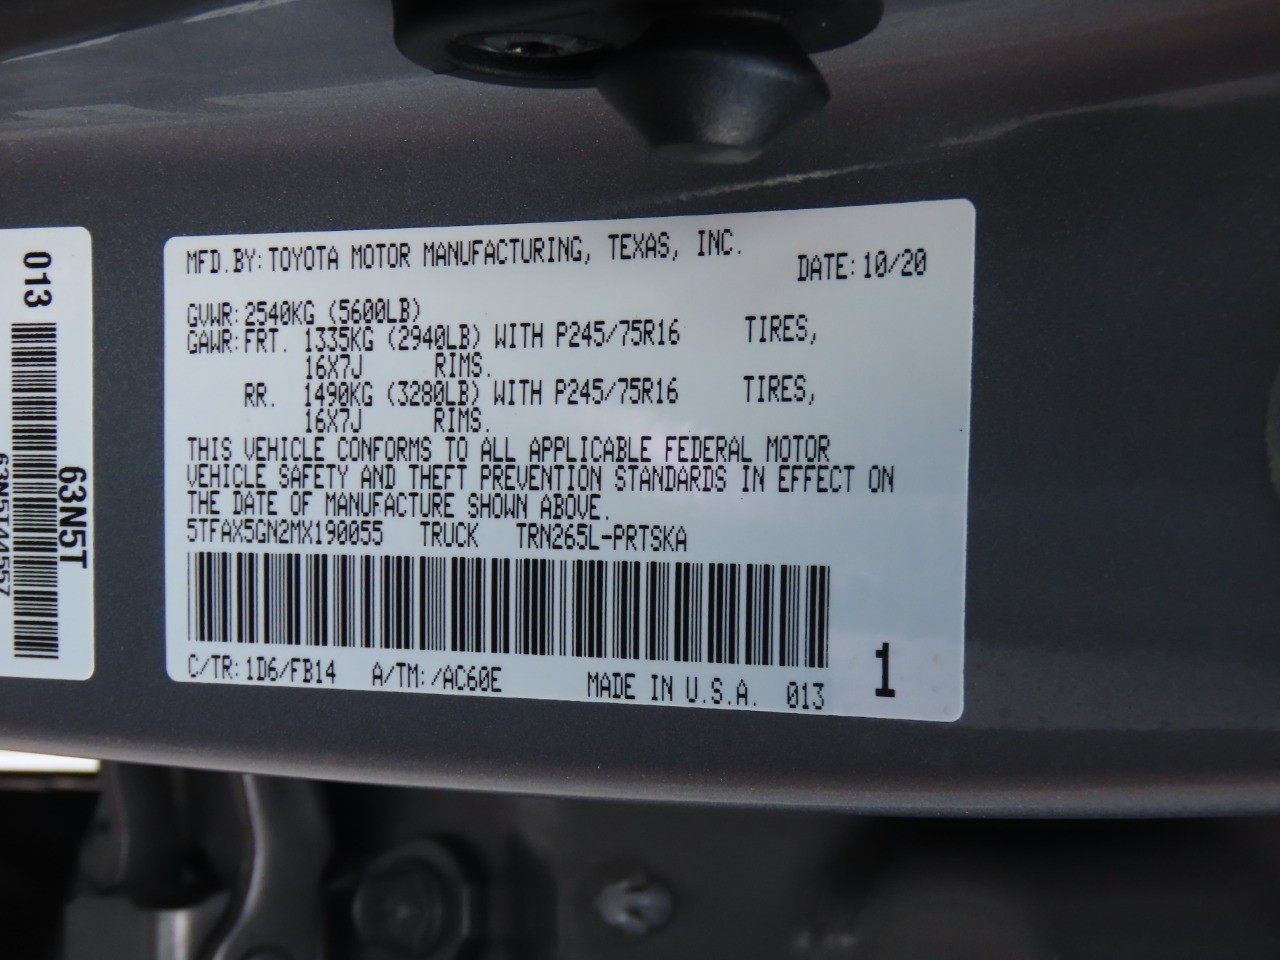 MFD.BY:TOYOTA MOTOR MANUFACTURING, TEXAS, INC.
DATE:10/20
GVWR:2540KG (5600LB)
GAWR:FRT. 1335KG (2940LB) WITH P245/75R16 TIRES,
16X7J RIMS.
RR. 1490KG (3280LB) WITH P245/75R16 TIRES,
16X7J RIMS.
THIS VEHICLE CONFORMS TO ALL APPLICABLE FEDERAL MOTOR
VEHICLE SAFETY AND THEFT PREVENTION STANDARDS IN EFFECT ON
THE DATE OF MANUFACTURE SHOWN ABOVE.
5TFAX5GN2MX190055 TRUCK TRN265L-PRTSKA
C/TR:1D6/FB14 A/TM:/AC60E MADE IN U.S.A. 013
1
013
63N5T